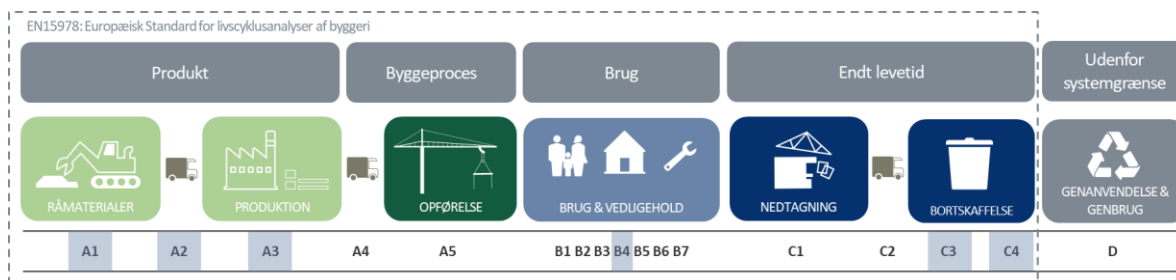 EN15978: Europæisk Standard for livscyklusanalyser af byggeri
Produkt
Byggeproces
Brug
Endt levetid
Udenfor
systemgrænse
RÅMATERIALER
PRODUKTION
OPFØRELSE
BRUG & VEDLIGEHOLD
NEDTAGNING
BORTSKAFFELSE
GENANVENDELSE &
GENBRUG
A1 A2 A3 A4 A5 B1 B2 B3 B4 B5 B6 B7 C1 C2 C3 C4 D